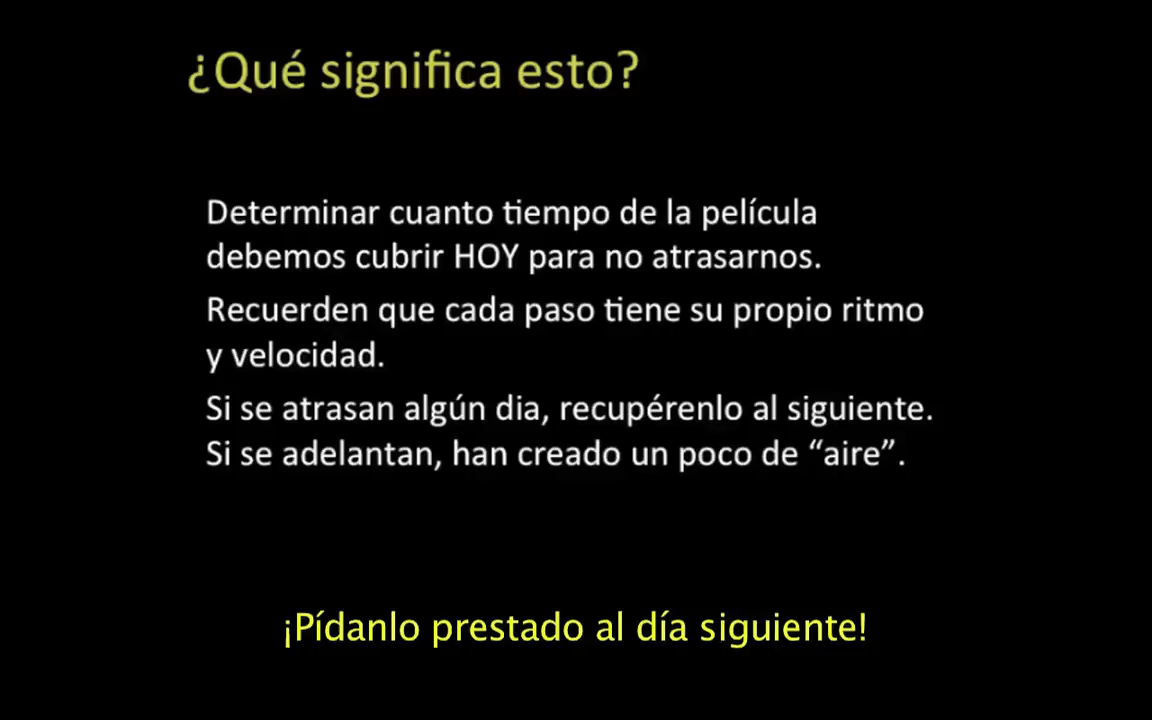 ¿Qué significa esto?
Determinar cuanto tiempo de la película
debemos cubrir HOY para no atrasarnos.
Recuerden que cada paso tiene su propio ritmo
y velocidad.
Si se atrasan algún dia, recupérenlo al siguiente.
Si se adelantan, han creado un poco de “aire”.
¡Pídanlo prestado al día siguiente!